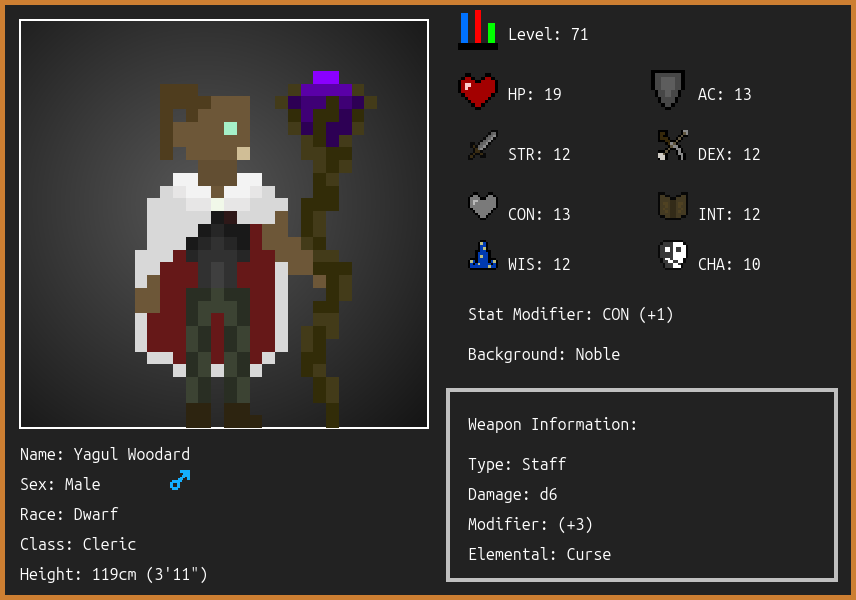 Level: 71
HP: 19
AC: 13
STR: 12
DEX: 12
CON: 13
INT: 12
WIS: 12
CHA: 10
Stat Modifier: CON (+1)
Background: Noble
Weapon Information:
Type: Staff
Damage: d6
Modifier: (+3)
Elemental: Curse
Name: Yagul Woodard
Sex: Male
Race: Dwarf
Class: Cleric
Height: 119cm (3'11")